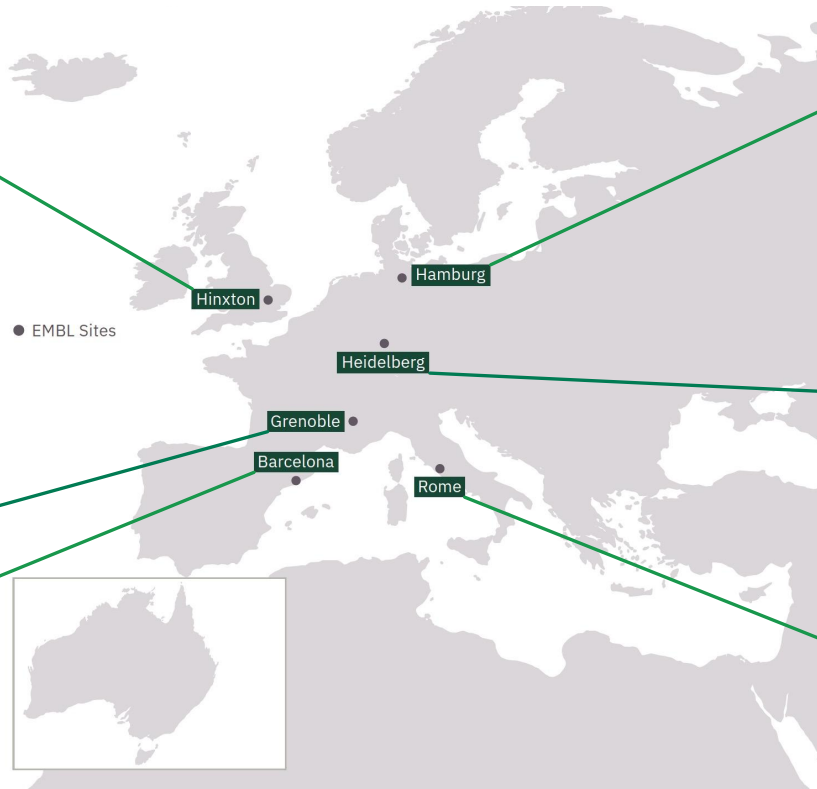 Hamburg
Hinxton
EMBL Sites
Heidelberg
Grenoble
Barcelona
Rome